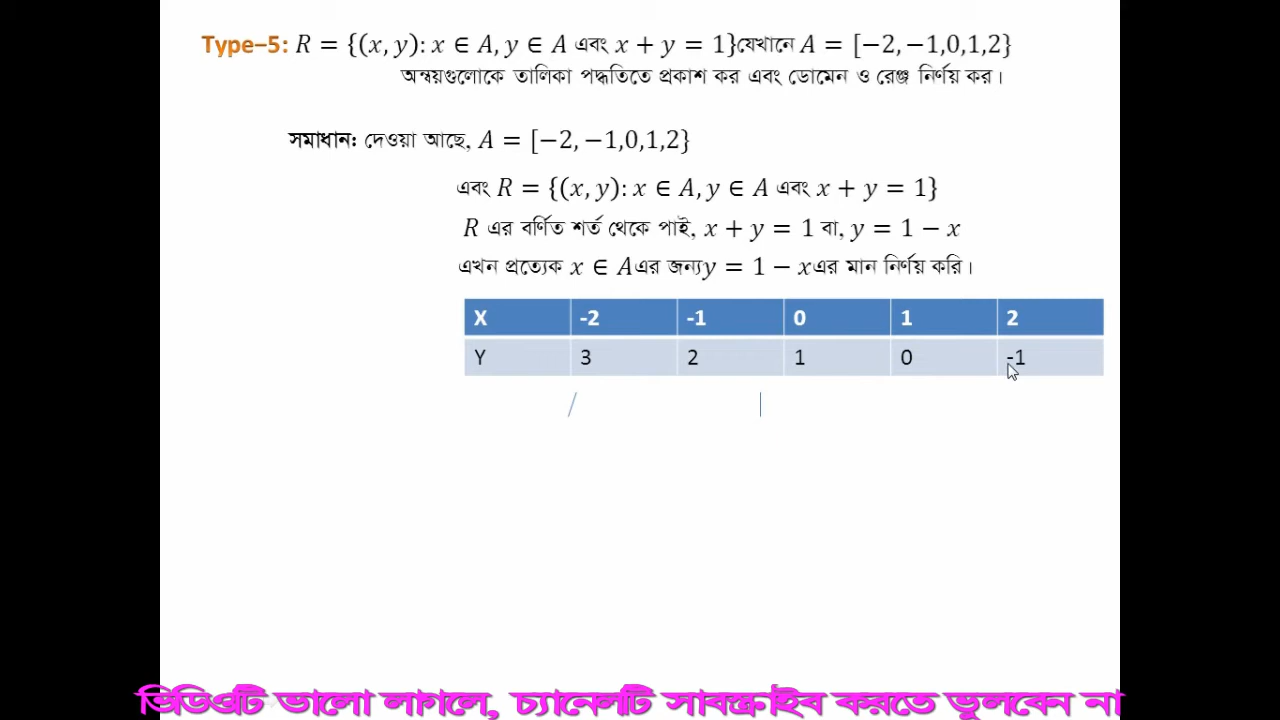 Type–5: R = {(x, y): x ∈ A, y ∈ A এবং x + y = 1}যেখানে A = [−2, −1,0,1,2}
অন্বয়গুলোকে তালিকা পদ্ধতিতে প্রকাশ কর এবং ডোমেন ও রেঞ্জ নির্ণয় কর।
সমাধান: দেওয়া আছে, A = [−2, −1,0,1,2}
এবং R = {(x, y): x ∈ A, y ∈ A এবং x + y = 1}
R এর বর্ণিত শর্ত থেকে পাই, x + y = 1 বা, y = 1 − x
এখন প্রত্যেক x ∈ A এর জন্য y = 1 − x এর মান নির্ণয় করি।
X -2 -1 0 1 2
Y 3 2 1 0 -1
ভিডিওটি ভালো লাগলে, চ্যানেলটি সাবস্ক্রাইব করতে ভুলবেন না